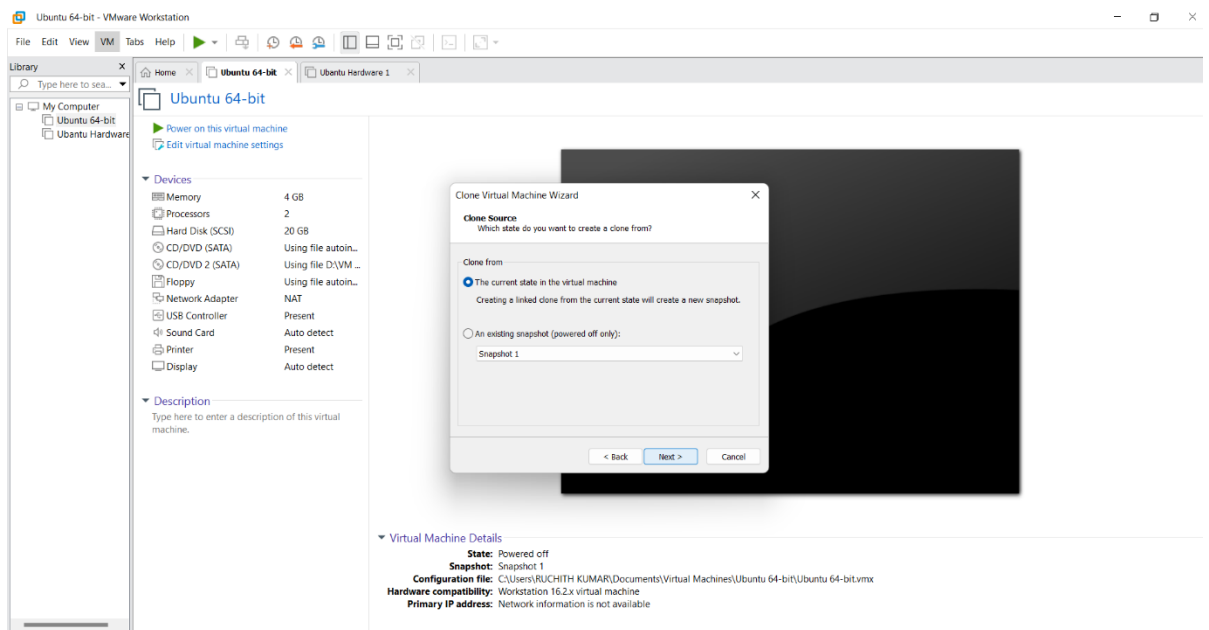 Ubuntu 64-bit - VMware Workstation
File Edit View VM Tabs Help
Library X
Type here to sea...
My Computer
Ubuntu 64-bit
Ubantu Hardware
Home
Ubuntu 64-bit
Ubantu Hardware 1
Ubuntu 64-bit
Power on this virtual machine
Edit virtual machine settings
Devices
Memory 4 GB
Processors 2
Hard Disk (SCSI) 20 GB
CD/DVD (SATA) Using file autoin...
CD/DVD 2 (SATA) Using file D:\VM ...
Floppy Using file autoin...
Network Adapter NAT
USB Controller Present
Sound Card Auto detect
Printer Present
Display Auto detect
Description
Type here to enter a description of this virtual
machine.
Clone Virtual Machine Wizard
Clone Source
Which state do you want to create a clone from?
Clone from
The current state in the virtual machine
Creating a linked clone from the current state will create a new snapshot.
An existing snapshot (powered off only):
Snapshot 1
< Back Next > Cancel
Virtual Machine Details
State: Powered off
Snapshot: Snapshot 1
Configuration file: C:\Users\RUCHITH KUMAR\Documents\Virtual Machines\Ubuntu 64-bit\Ubuntu 64-bit.vmx
Hardware compatibility: Workstation 16.2.x virtual machine
Primary IP address: Network information is not available